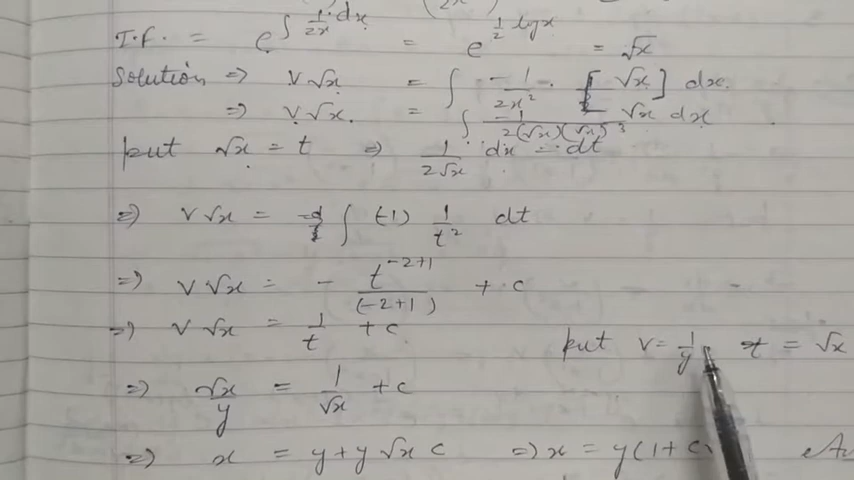 I.F. = e^∫ 1/2x · dx = e^1/2 log x = √x
Solution ⇒ v√x = ∫ -1/2x² · [√x] dx.
⇒ v√x. = ∫ -1/2(√x)(√x)³ √x dx
put √x = t ⇒ 1/2√x dx = dt
⇒ v√x = ∫ (-1) 1/t² dt
⇒ v√x = - t^-2+1/(-2+1) + c
⇒ v√x = 1/t + c
put v = 1/y t = √x
⇒ √x/y = 1/√x + c
⇒ x = y + y√x c ⇒ x = y(1 + c